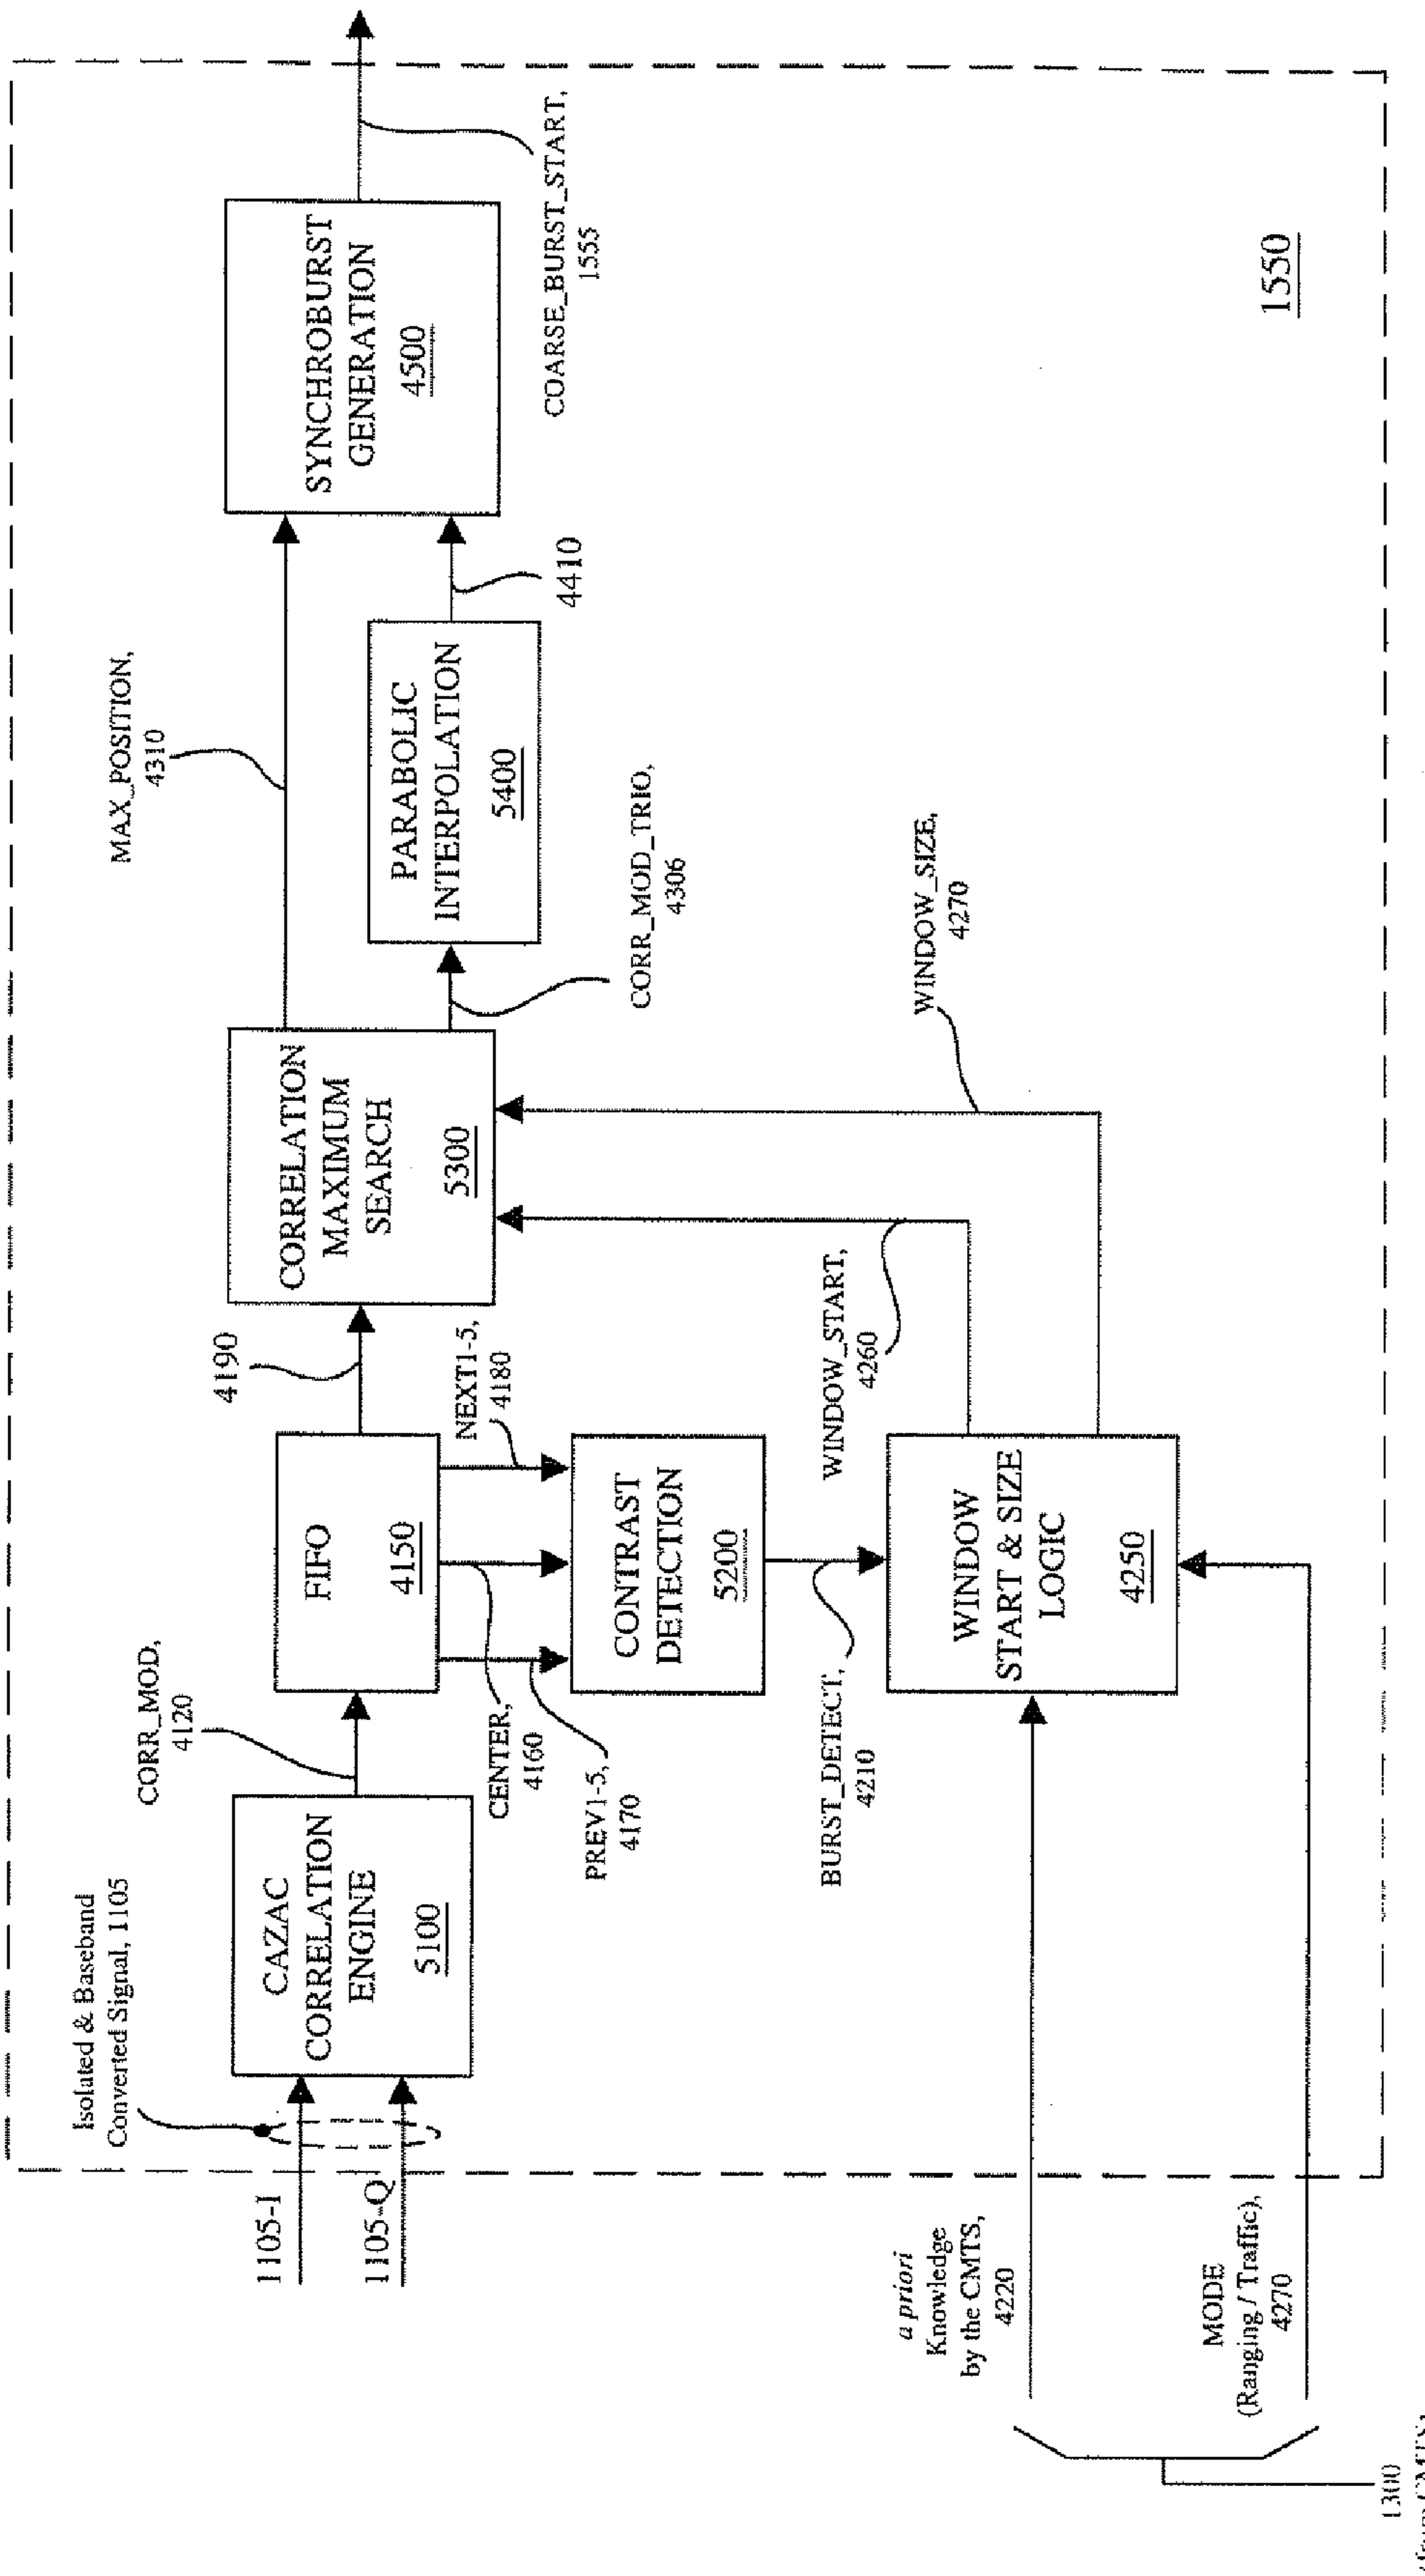 Isolated & Baseband
Converted Signal, 1105
1105-I
1105-Q
CAZAC
CORRELATION
ENGINE
5100
CORR_MOD,
4120
FIFO
4150
4190
CENTER,
4160
PREV1-5,
4170
NEXT1-5,
4180
CONTRAST
DETECTION
5200
BURST_DETECT,
4210
WINDOW
START & SIZE
LOGIC
4250
WINDOW_START,
4260
WINDOW_SIZE,
4270
CORRELATION
MAXIMUM
SEARCH
5300
MAX_POSITION,
4310
CORR_MOD_TRIO,
4306
PARABOLIC
INTERPOLATION
5400
4410
SYNCHROBURST
GENERATION
4500
COARSE_BURST_START,
1555
1550
a priori
Knowledge
by the CMTS,
4220
MODE
(Ranging / Traffic),
4270
1300